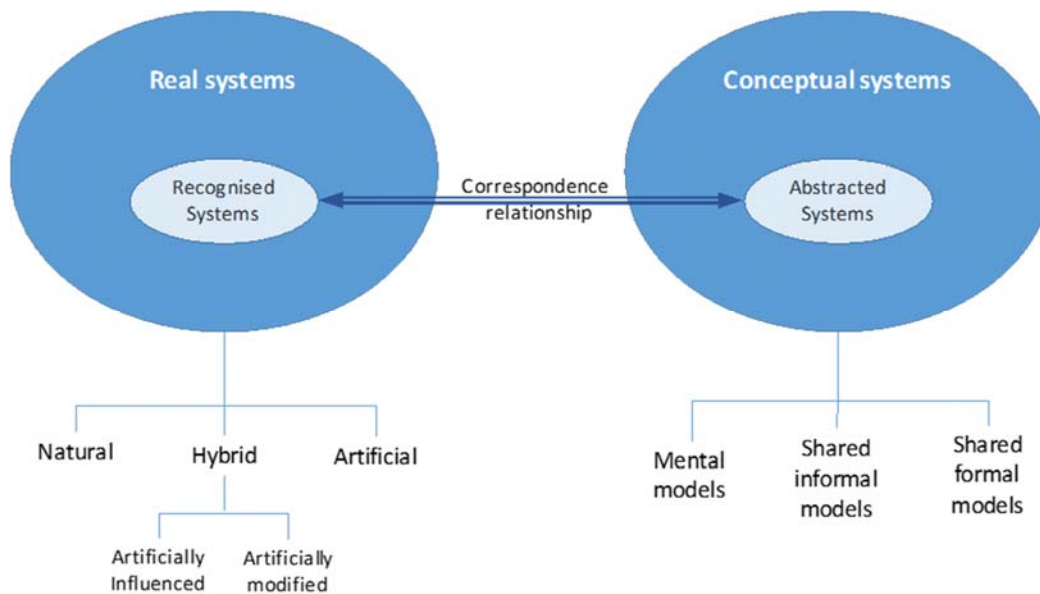 Real systems
Conceptual systems
Recognised
Systems
Correspondence
relationship
Abstracted
Systems
Natural
Hybrid
Artificial
Artificially
Influenced
Artificially
modified
Mental
models
Shared
informal
models
Shared
formal
models